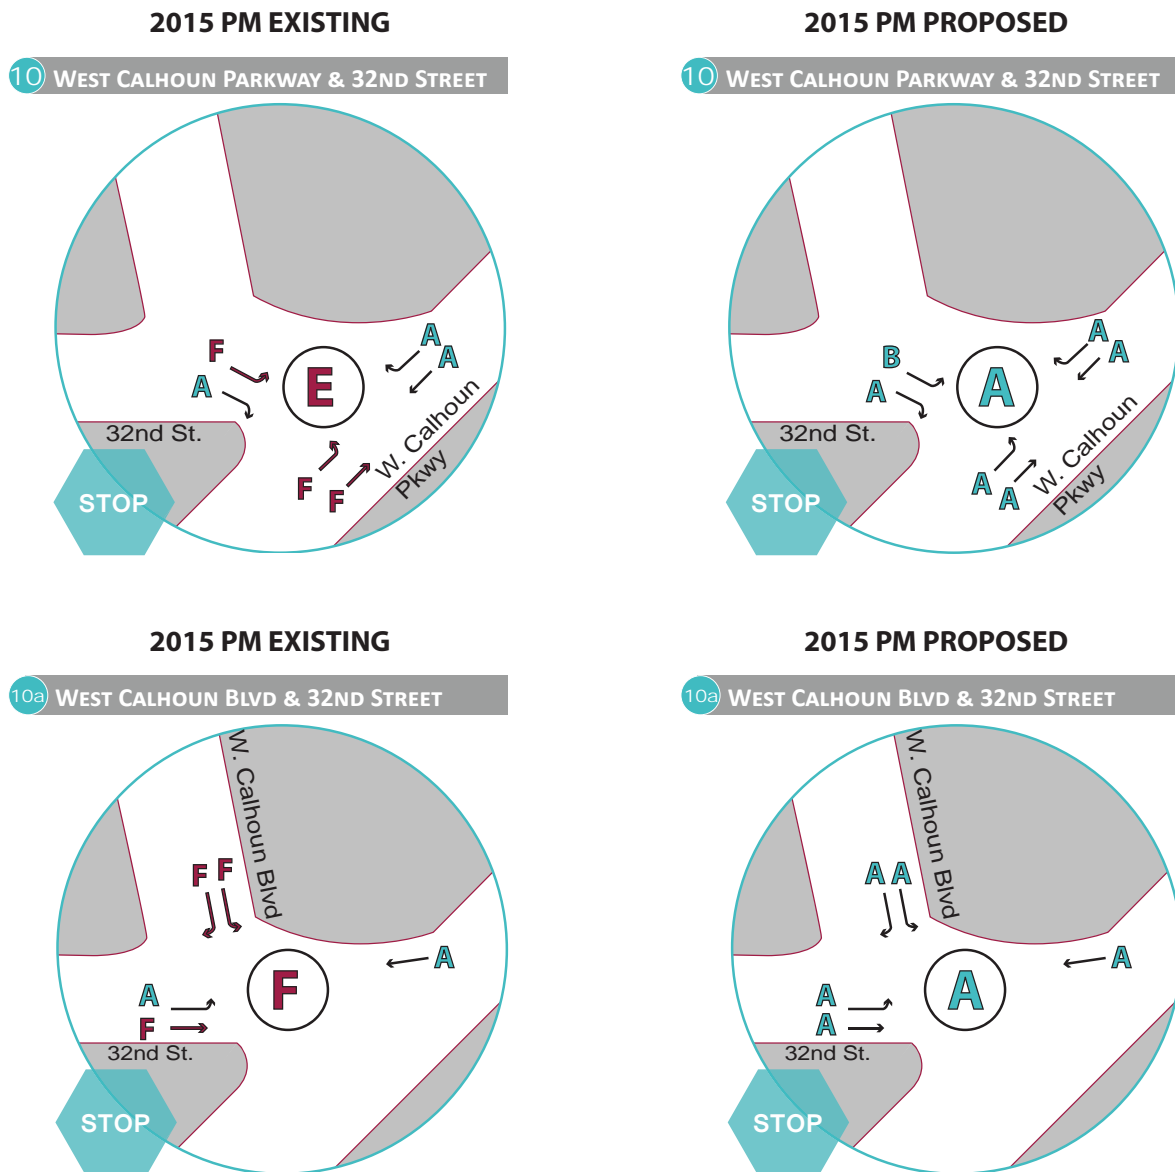 2015 PM EXISTING
10 WEST CALHOUN PARKWAY & 32ND STREET
A
A
F
A
E
32nd St.
W. Calhoun
Pkwy
F
F
STOP
2015 PM PROPOSED
10 WEST CALHOUN PARKWAY & 32ND STREET
A
A
B
A
A
32nd St.
W. Calhoun
Pkwy
A
A
STOP
2015 PM EXISTING
10a WEST CALHOUN BLVD & 32ND STREET
W. Calhoun Blvd
F F
A
F
A
F
32nd St.
STOP
2015 PM PROPOSED
10a WEST CALHOUN BLVD & 32ND STREET
W. Calhoun Blvd
A A
A
A
A
A
32nd St.
STOP